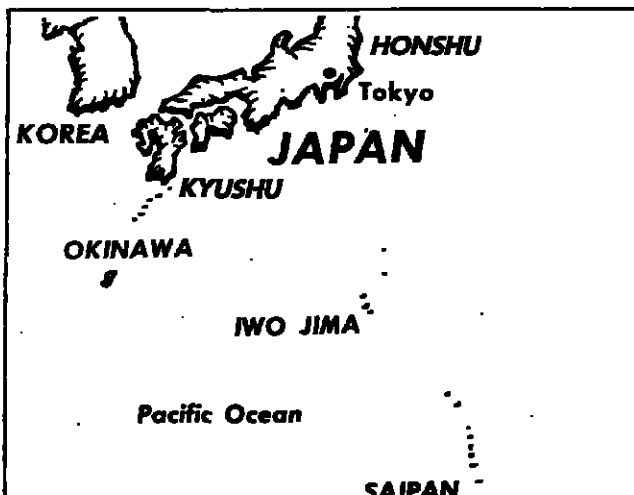 HONSHU
Tokyo
KOREA
JAPAN
KYUSHU
OKINAWA
IWO JIMA
Pacific Ocean
SAIPAN